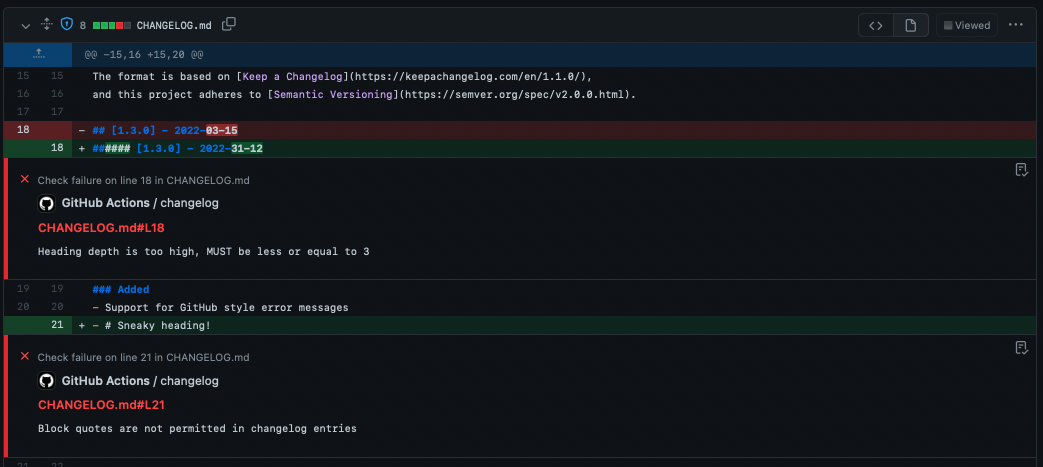 8 CHANGELOG.md Viewed
@@ -15,16 +15,20 @@
15 15 The format is based on [Keep a Changelog](https://keepachangelog.com/en/1.1.0/),
16 16 and this project adheres to [Semantic Versioning](https://semver.org/spec/v2.0.0.html).
17 17
18 - ## [1.3.0] - 2022-03-15
18 + ###### [1.3.0] - 2022-31-12
Check failure on line 18 in CHANGELOG.md
GitHub Actions / changelog
CHANGELOG.md#L18
Heading depth is too high, MUST be less or equal to 3
19 19 ### Added
20 20 - Support for GitHub style error messages
21 + - # Sneaky heading!
Check failure on line 21 in CHANGELOG.md
GitHub Actions / changelog
CHANGELOG.md#L21
Block quotes are not permitted in changelog entries
21 22